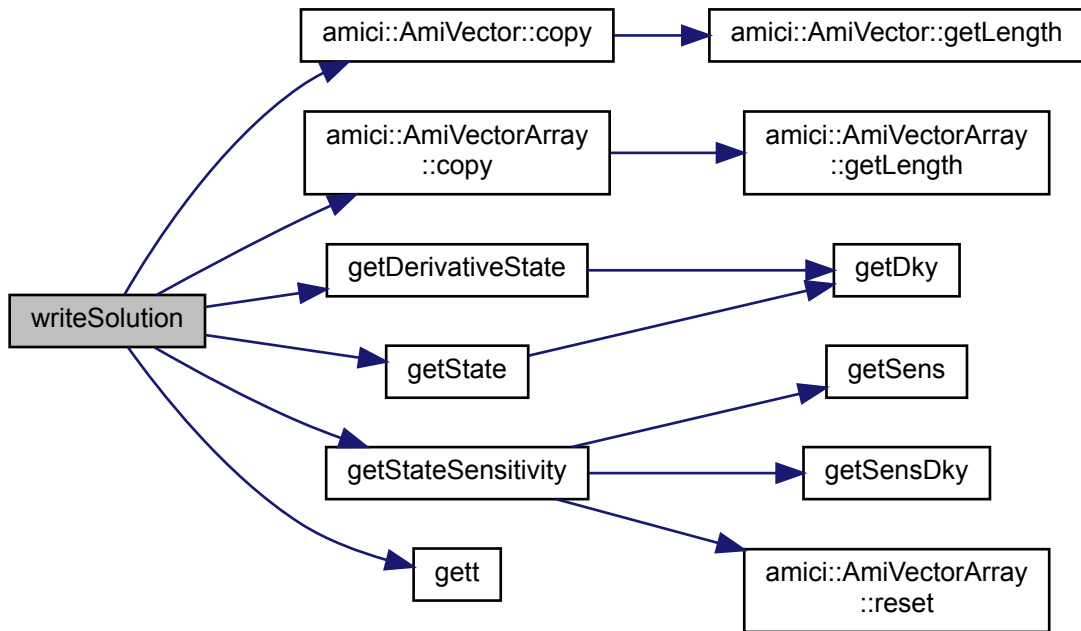 amici::AmiVector::copy
amici::AmiVector::getLength
amici::AmiVectorArray
::copy
amici::AmiVectorArray
::getLength
getDerivativeState
getDky
writeSolution
getState
getSens
getStateSensitivity
getSensDky
gett
amici::AmiVectorArray
::reset